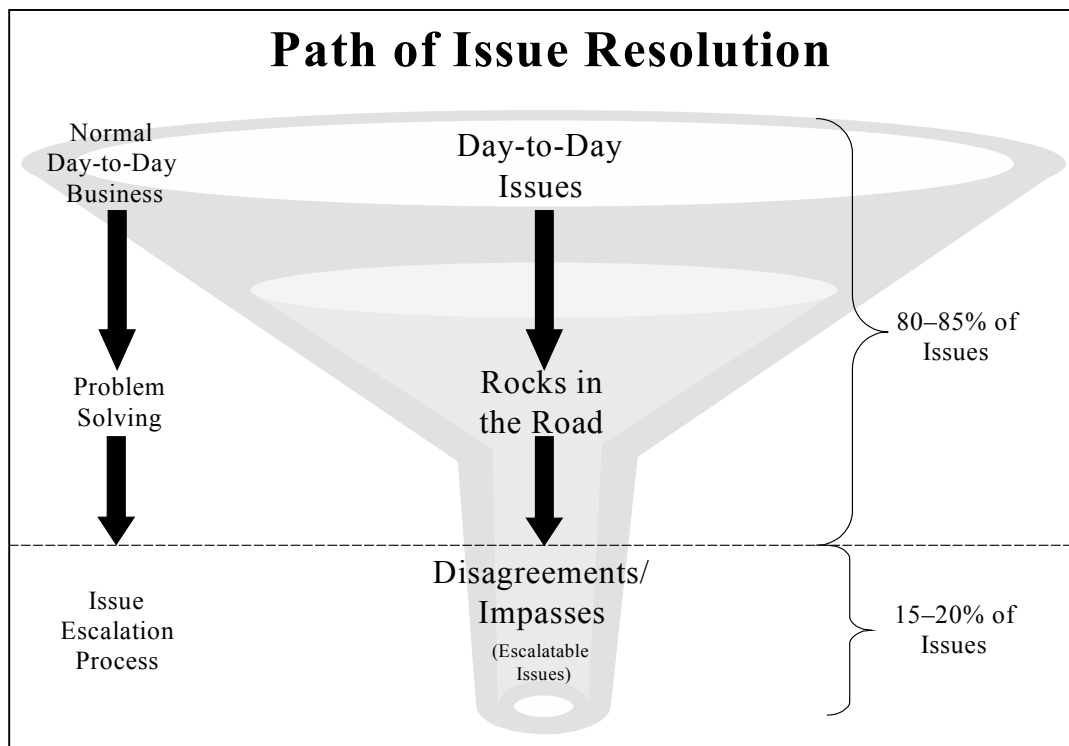 Path of Issue Resolution
Normal
Day-to-Day
Business
Day-to-Day
Issues
80–85% of
Issues
Problem
Solving
Rocks in
the Road
Disagreements/
Impasses
(Escalatable
Issues)
Issue
Escalation
Process
15–20% of
Issues